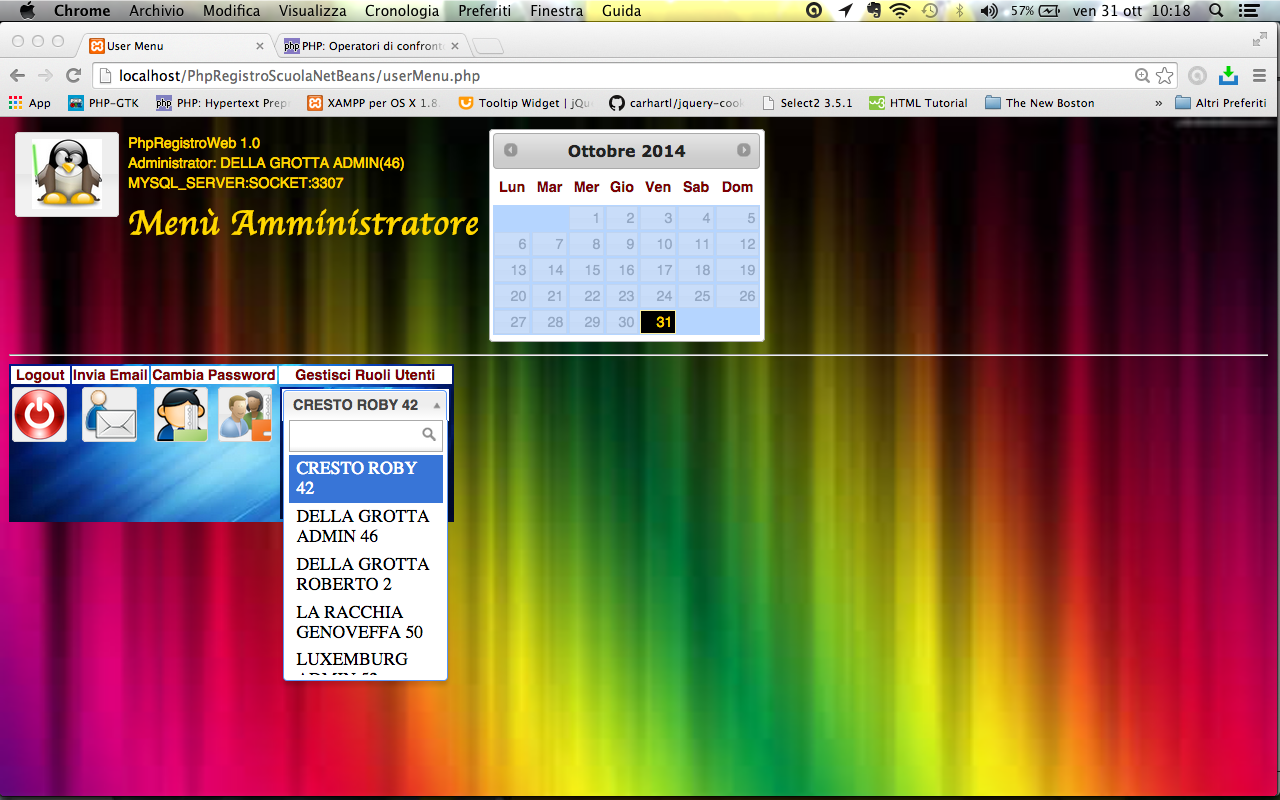 Chrome Archivio Modifica Visualizza Cronologia Preferiti Finestra Guida 57% ven 31 ott 10:18
User Menu PHP: Operatori di confront
localhost/PhpRegistroScuolaNetBeans/userMenu.php
App PHP-GTK PHP: Hypertext Prep XAMPP per OS X 1.8. Tooltip Widget | jQu carhartl/jquery-cook Select2 3.5.1 HTML Tutorial The New Boston » Altri Preferiti
PhpRegistroWeb 1.0
Administrator: DELLA GROTTA ADMIN(46)
MYSQL_SERVER:SOCKET:3307
Menù Amministratore
Ottobre 2014
Lun Mar Mer Gio Ven Sab Dom
1 2 3 4 5
6 7 8 9 10 11 12
13 14 15 16 17 18 19
20 21 22 23 24 25 26
27 28 29 30 31
Logout Invia Email Cambia Password Gestisci Ruoli Utenti
CRESTO ROBY 42
CRESTO ROBY
42
DELLA GROTTA
ADMIN 46
DELLA GROTTA
ROBERTO 2
LA RACCHIA
GENOVEFFA 50
LUXEMBURG